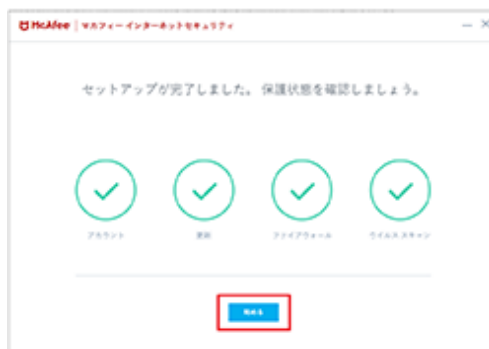 McAfee | マカフィー インターネットセキュリティ
セットアップが完了しました。 保護状態を確認しましょう。
アカウント
更新
ファイアウォール
ウイルス スキャン
始める